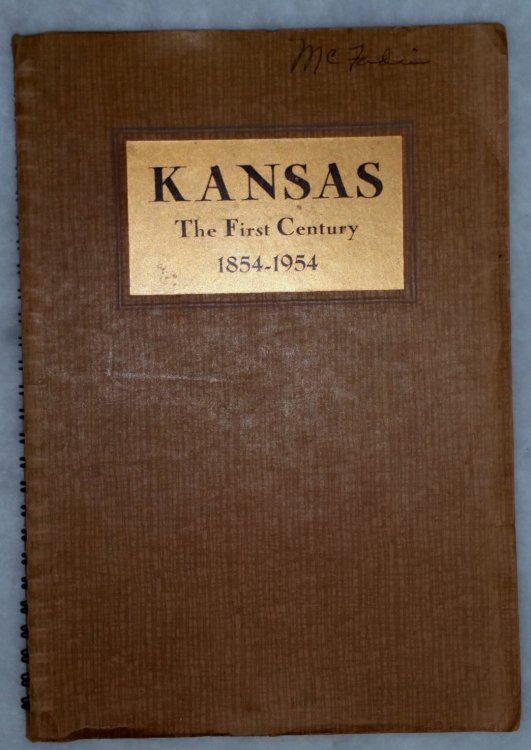 KANSAS
The First Century
1854-1954